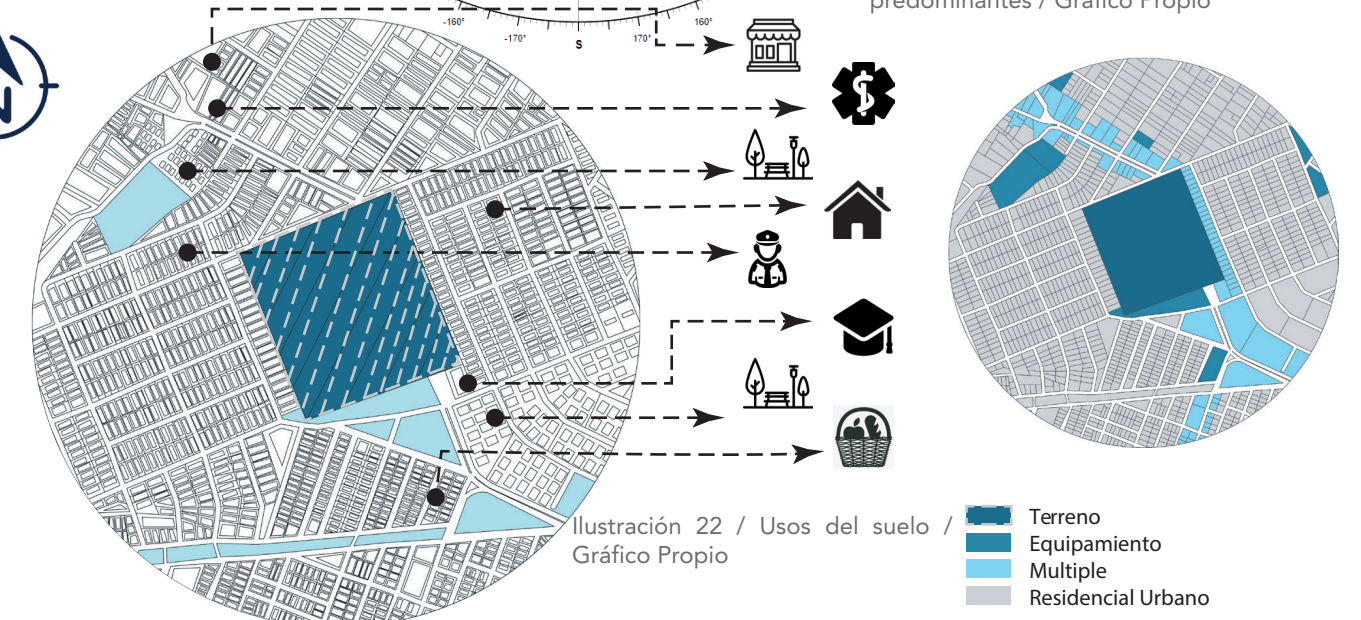 predominantes / Gráfico Propio
-160°
160°
-170°
170°
S
N
Ilustración 22 / Usos del suelo /
Gráfico Propio
Terreno
Equipamiento
Multiple
Residencial Urbano